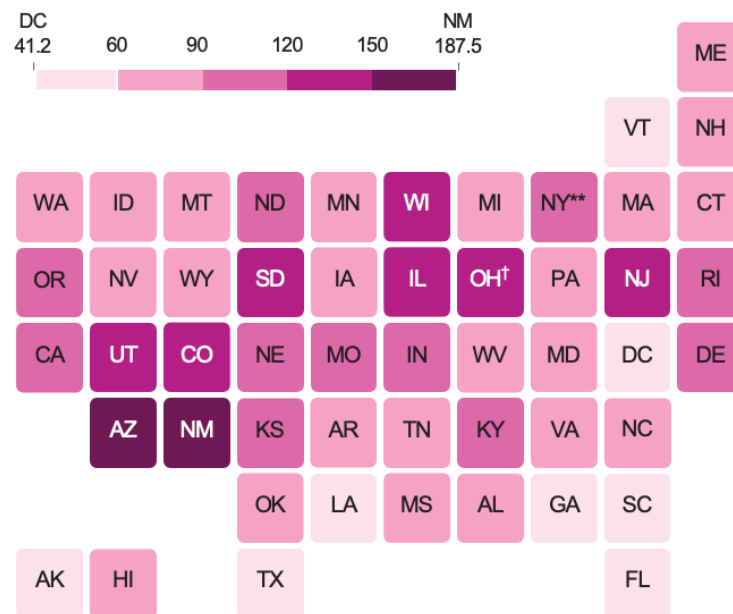 DC NM
41.2 60 90 120 150 187.5
ME
VT NH
WA ID MT ND MN WI MI NY** MA CT
OR NV WY SD IA IL OH† PA NJ RI
CA UT CO NE MO IN WV MD DC DE
AZ NM KS AR TN KY VA NC
OK LA MS AL GA SC
AK HI TX FL